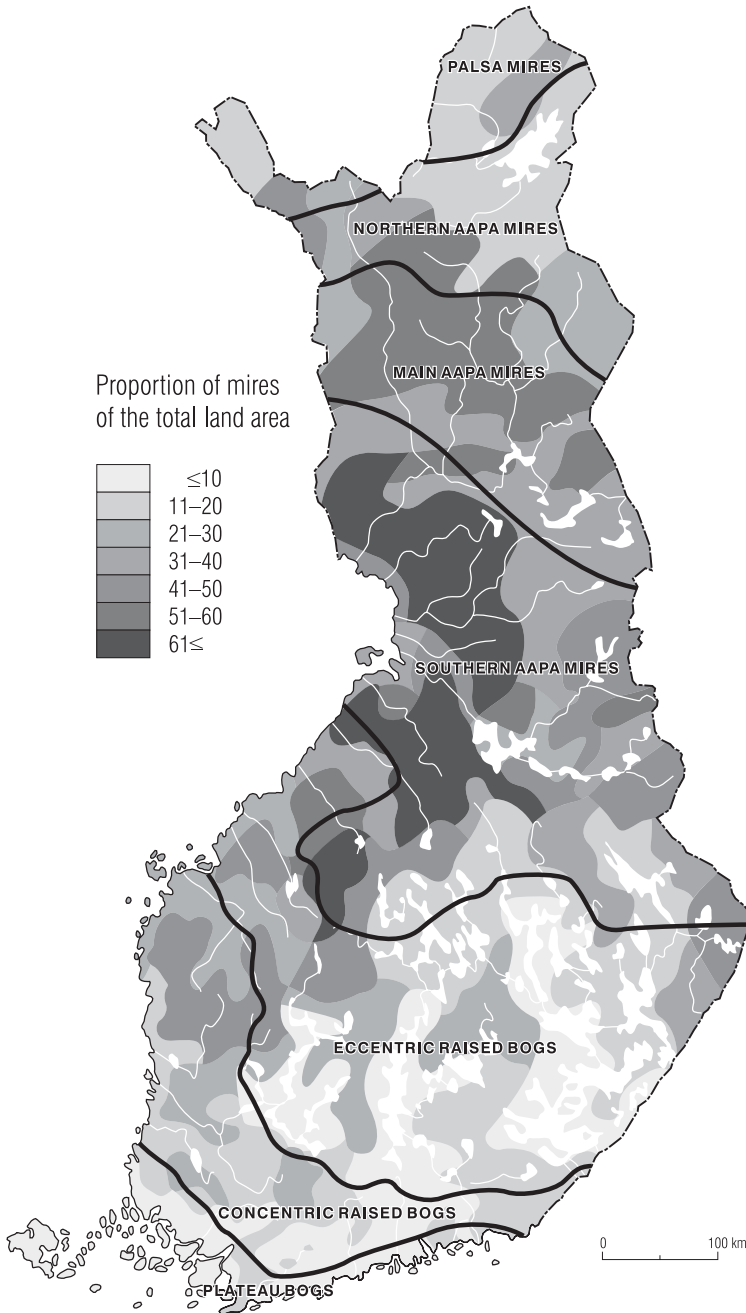 PALSA MIRES
NORTHERN AAPA MIRES
MAIN AAPA MIRES
Proportion of mires
of the total land area
≤10
11–20
21–30
31–40
41–50
51–60
61≤
SOUTHERN AAPA MIRES
ECCENTRIC RAISED BOGS
CONCENTRIC RAISED BOGS
0 100 km
PLATEAU BOGS